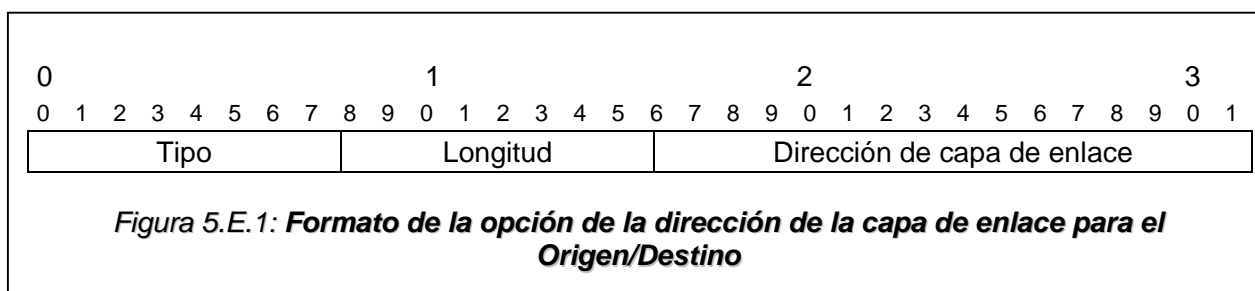 0 1 2 3
0 1 2 3 4 5 6 7 8 9 0 1 2 3 4 5 6 7 8 9 0 1 2 3 4 5 6 7 8 9 0 1
Tipo Longitud Dirección de capa de enlace
Figura 5.E.1: Formato de la opción de la dirección de la capa de enlace para el
Origen/Destino